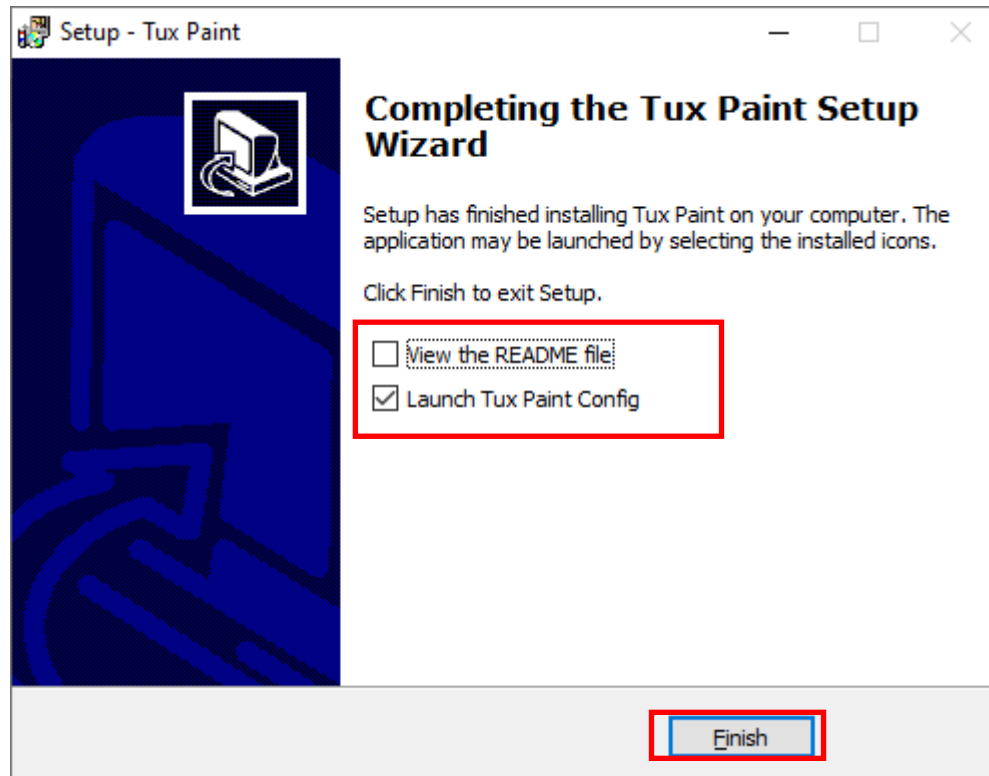 Setup - Tux Paint
Completing the Tux Paint Setup
Wizard
Setup has finished installing Tux Paint on your computer. The
application may be launched by selecting the installed icons.
Click Finish to exit Setup.
View the README file
Launch Tux Paint Config
Finish